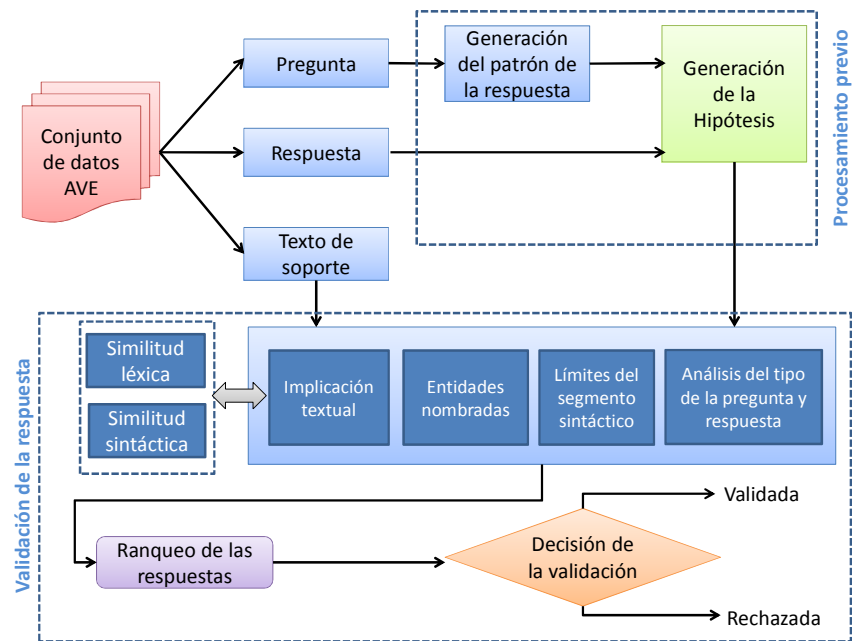 Conjunto
de datos
AVE
Pregunta
Respuesta
Texto de
soporte
Generación
del patrón de
la respuesta
Generación
de la
Hipótesis
Procesamiento previo
Validación de la respuesta
Similitud
léxica
Similitud
sintáctica
Implicación
textual
Entidades
nombradas
Límites del
segmento
sintáctico
Análisis del tipo
de la pregunta y
respuesta
Ranqueo de las
respuestas
Decisión de
la validación
Validada
Rechazada